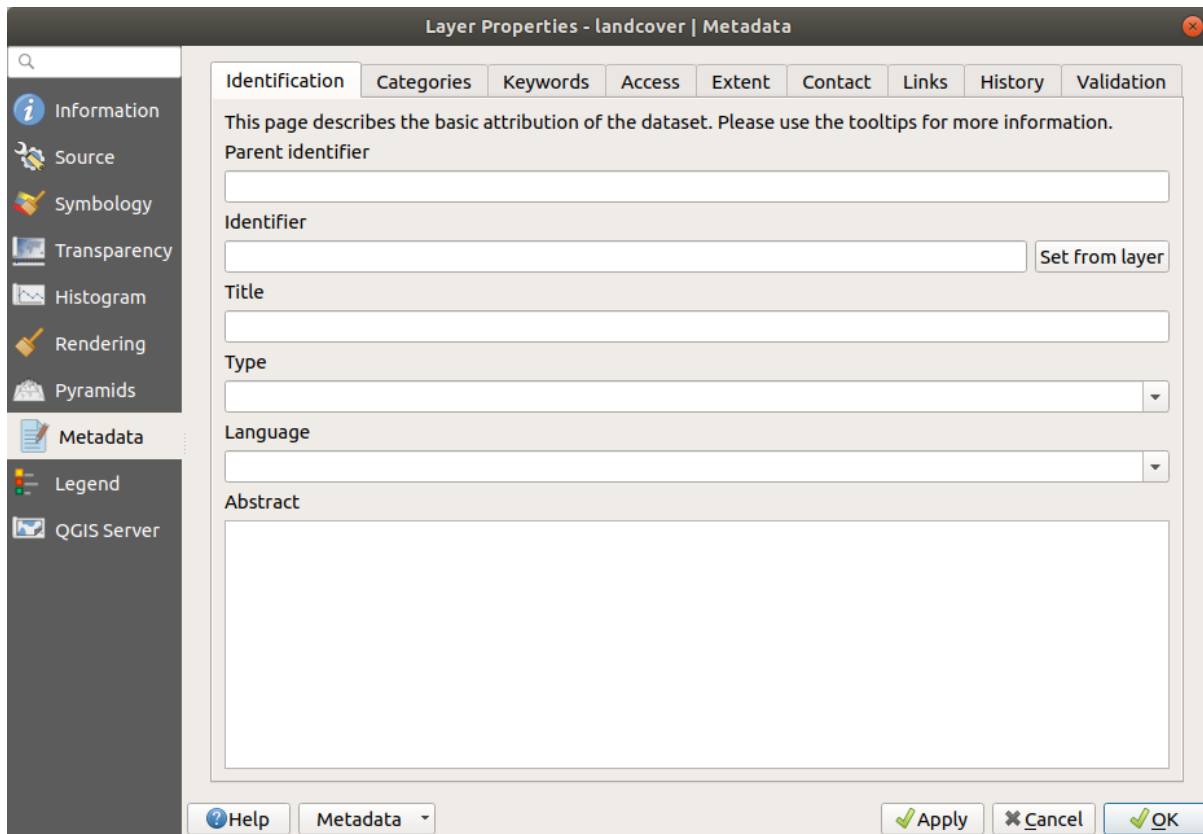 Layer Properties - landcover | Metadata
Information
Source
Symbology
Transparency
Histogram
Rendering
Pyramids
Metadata
Legend
QGIS Server
Identification Categories Keywords Access Extent Contact Links History Validation
This page describes the basic attribution of the dataset. Please use the tooltips for more information.
Parent identifier
Identifier
Set from layer
Title
Type
Language
Abstract
Help Metadata Apply Cancel OK